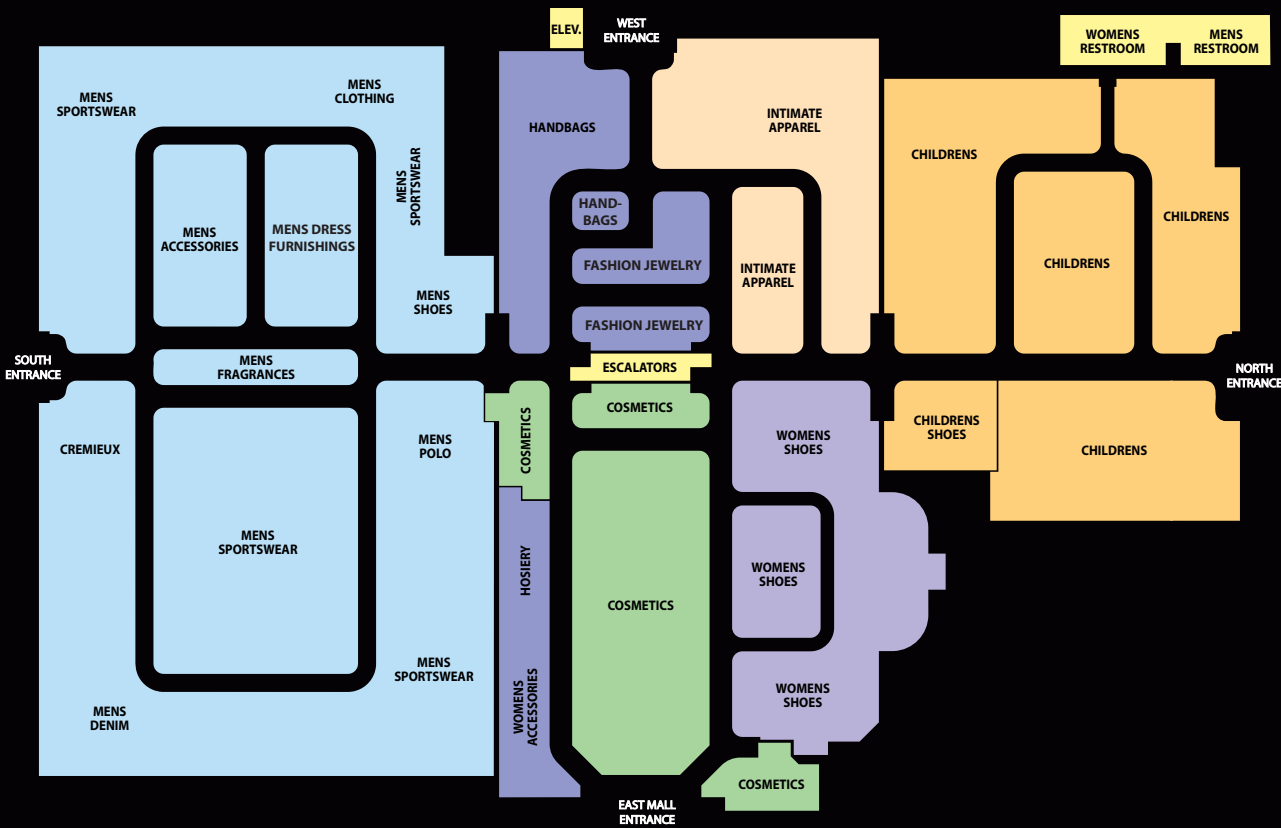 ELEV.
WEST
ENTRANCE
WOMENS
RESTROOM
MENS
RESTROOM
MENS
SPORTSWEAR
MENS
CLOTHING
HANDBAGS
INTIMATE
APPAREL
CHILDRENS
MENS
SPORTSWEAR
MENS
ACCESSORIES
MENS DRESS
FURNISHINGS
HAND-
BAGS
CHILDRENS
FASHION JEWELRY
INTIMATE
APPAREL
CHILDRENS
MENS
SHOES
FASHION JEWELRY
SOUTH
ENTRANCE
MENS
FRAGRANCES
ESCALATORS
NORTH
ENTRANCE
COSMETICS
CREMIEUX
MENS
POLO
COSMETICS
WOMENS
SHOES
CHILDRENS
SHOES
CHILDRENS
MENS
SPORTSWEAR
HOSIERY
COSMETICS
WOMENS
SHOES
MENS
SPORTSWEAR
WOMENS
ACCESSORIES
WOMENS
SHOES
MENS
DENIM
COSMETICS
EAST MALL
ENTRANCE